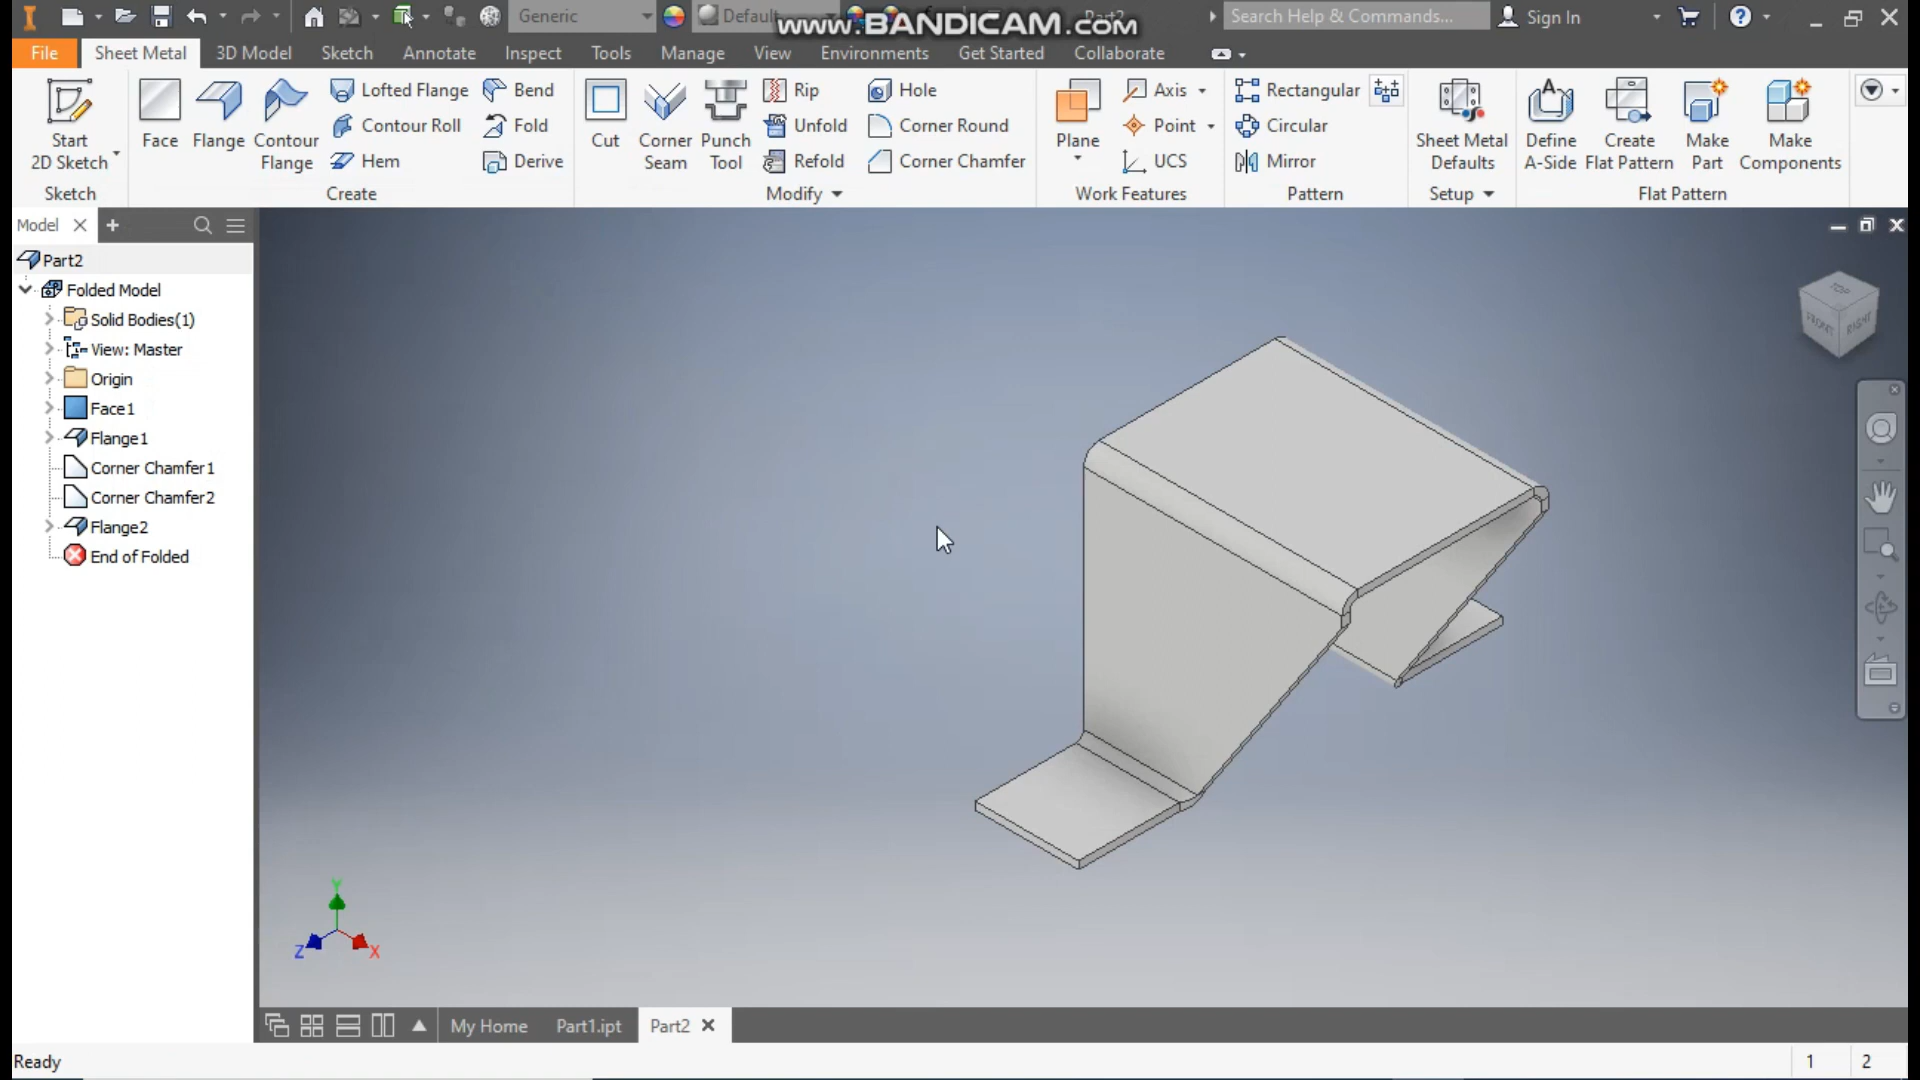 Generic
Default
www.BANDICAM.com
Search Help & Commands...
Sign In
File
Sheet Metal
3D Model
Sketch
Annotate
Inspect
Tools
Manage
View
Environments
Get Started
Collaborate
Start
2D Sketch
Face
Flange
Contour
Flange
Lofted Flange
Contour Roll
Hem
Bend
Fold
Derive
Cut
Corner
Seam
Punch
Tool
Rip
Unfold
Refold
Hole
Corner Round
Corner Chamfer
Plane
Axis
Point
UCS
Rectangular
Circular
Mirror
Sheet Metal
Defaults
Define
A-Side
Create
Flat Pattern
Make
Part
Make
Components
Sketch
Create
Modify
Work Features
Pattern
Setup
Flat Pattern
Model
Part2
Folded Model
Solid Bodies(1)
View: Master
Origin
Face1
Flange1
Corner Chamfer1
Corner Chamfer2
Flange2
End of Folded
TOP
FRONT
RIGHT
Y
Z
X
My Home
Part1.ipt
Part2
Ready
1
2